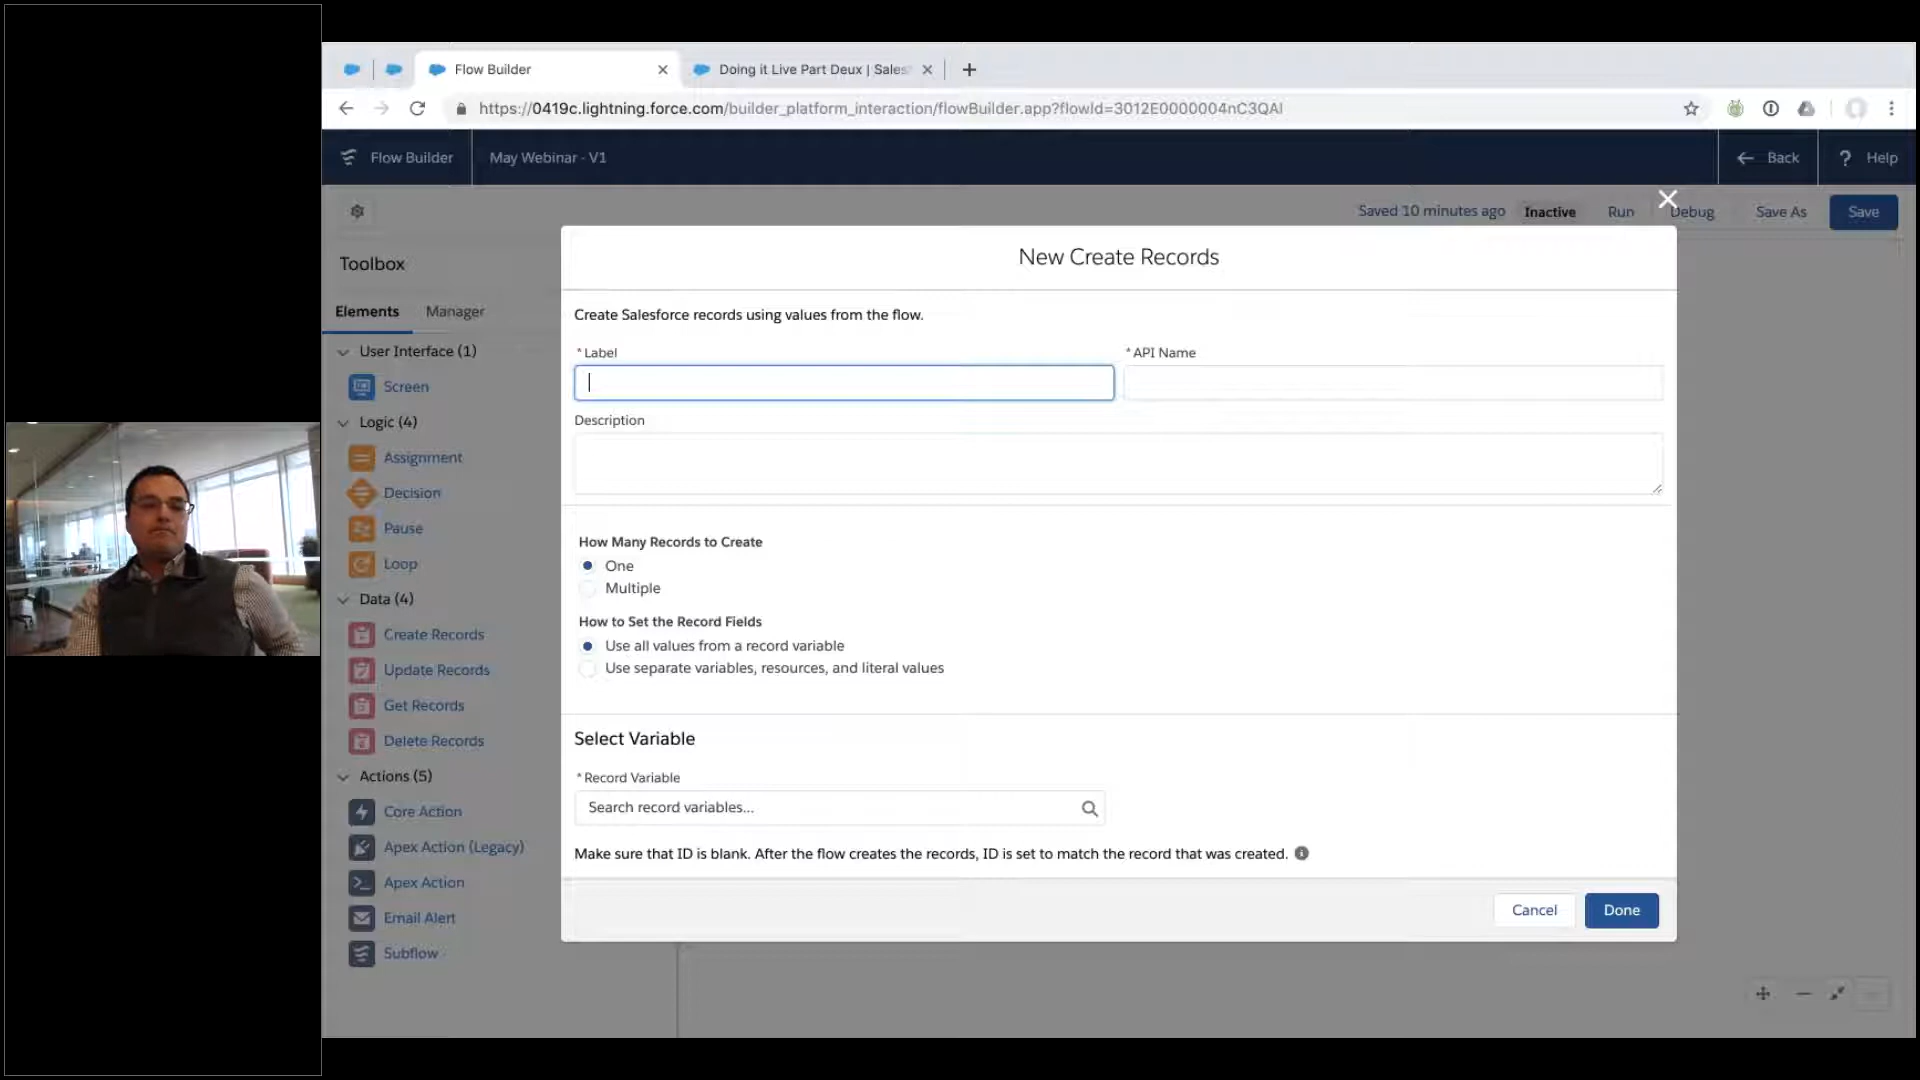 Flow Builder
Doing it Live Part Deux | Sales
https://0419c.lightning.force.com/builder_platform_interaction/flowBuilder.app?flowId=3012E0000004nC3QAI
Flow Builder
May Webinar - V1
Back
? Help
Saved 10 minutes ago
Inactive
Run
Debug
Save As
Save
Toolbox
Elements
Manager
User Interface (1)
Screen
Logic (4)
Assignment
Decision
Pause
Loop
Data (4)
Create Records
Update Records
Get Records
Delete Records
Actions (5)
Core Action
Apex Action (Legacy)
Apex Action
Email Alert
Subflow
New Create Records
Create Salesforce records using values from the flow.
* Label
* API Name
Description
How Many Records to Create
One
Multiple
How to Set the Record Fields
Use all values from a record variable
Use separate variables, resources, and literal values
Select Variable
* Record Variable
Search record variables...
Make sure that ID is blank. After the flow creates the records, ID is set to match the record that was created.
Cancel
Done